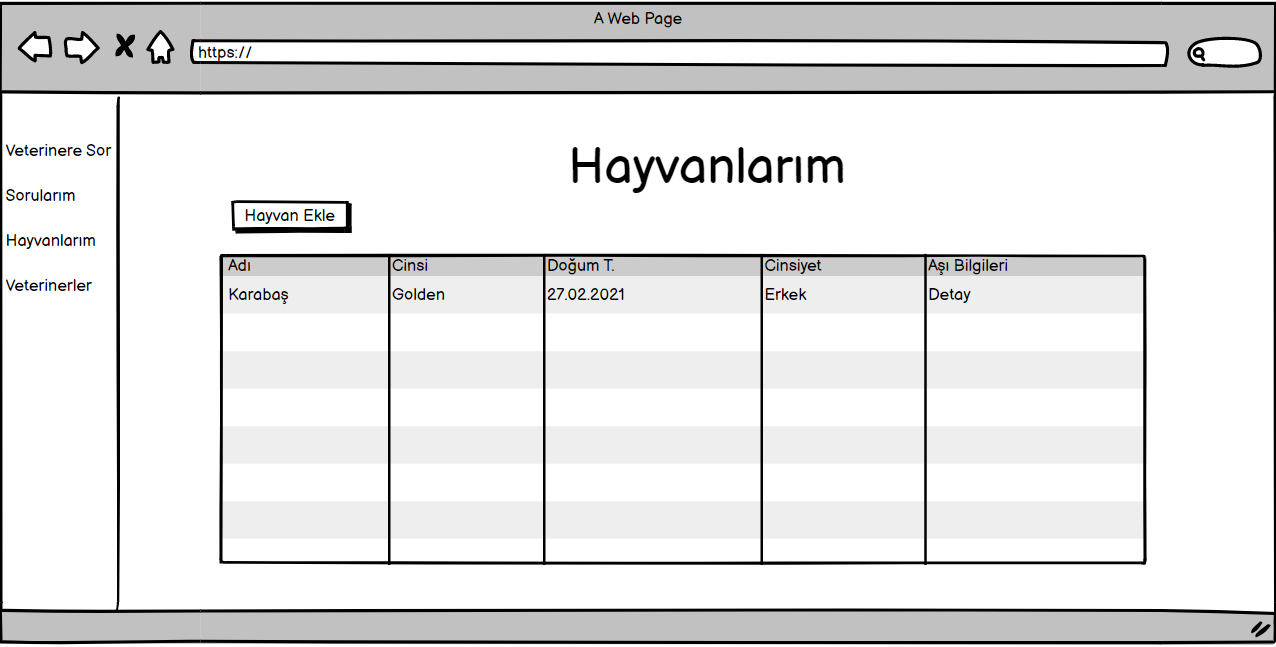 A Web Page
https://
Veterinere Sor
Sorularım
Hayvanlarım
Veterinerler
Hayvanlarım
Hayvan Ekle
Adı Cinsi Doğum T. Cinsiyet Aşı Bilgileri
Karabaş Golden 27.02.2021 Erkek Detay